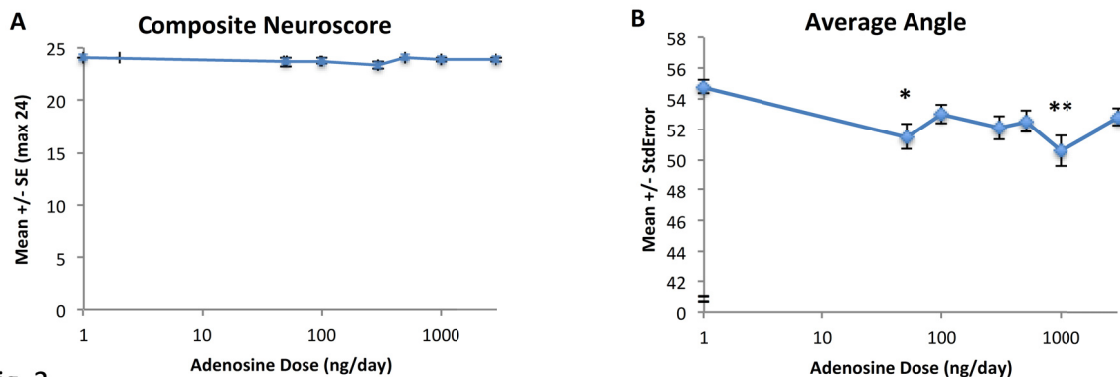 A
Composite Neuroscore
Mean +/- SE (max 24)
25
20
15
10
5
0
1 10 100 1000
Adenosine Dose (ng/day)
B
Average Angle
Mean +/- StdError
58
56
54
52
50
48
46
44
42
0
*
**
1 10 100 1000
Adenosine Dose (ng/day)